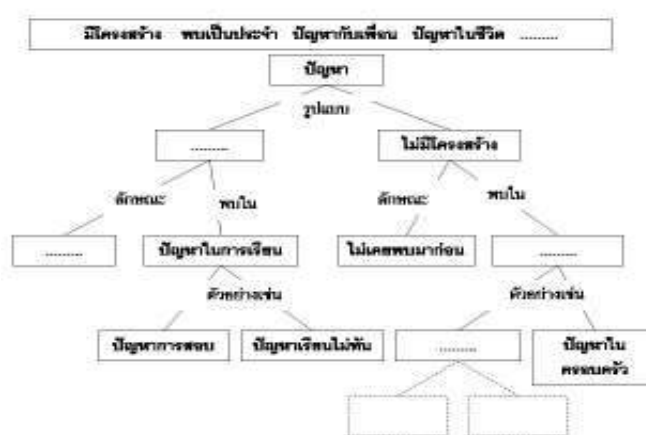 มีโครงสร้าง พบเป็นประจำ ปัญหากับเพื่อน ปัญหาในชีวิต .........
ปัญหา
รูปแบบ
......... ไม่มีโครงสร้าง
ลักษณะ พบใน ลักษณะ พบใน
......... ปัญหาในการเรียน ไม่เคยพบมาก่อน .........
ตัวอย่างเช่น ตัวอย่างเช่น
ปัญหาการสอบ ปัญหาเรียนไม่ทัน ......... ปัญหาใน
ครอบครัว
......... .........